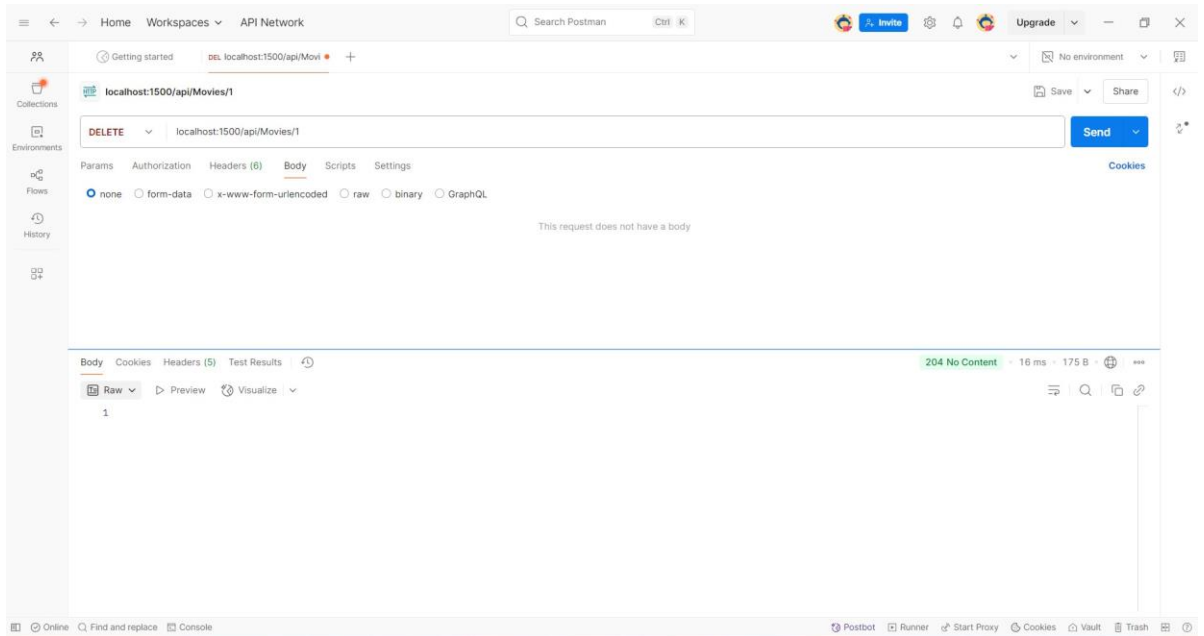 Home Workspaces API Network Search Postman Ctrl K Invite Upgrade
Getting started DEL localhost:1500/api/Movi No environment
HTTP localhost:1500/api/Movies/1 Save Share
Collections
DELETE localhost:1500/api/Movies/1 Send
Environments
Params Authorization Headers (6) Body Scripts Settings Cookies
Flows
none form-data x-www-form-urlencoded raw binary GraphQL
History
This request does not have a body
Body Cookies Headers (5) Test Results 204 No Content 16 ms 175 B
Raw Preview Visualize
1
Online Find and replace Console Postbot Runner Start Proxy Cookies Vault Trash